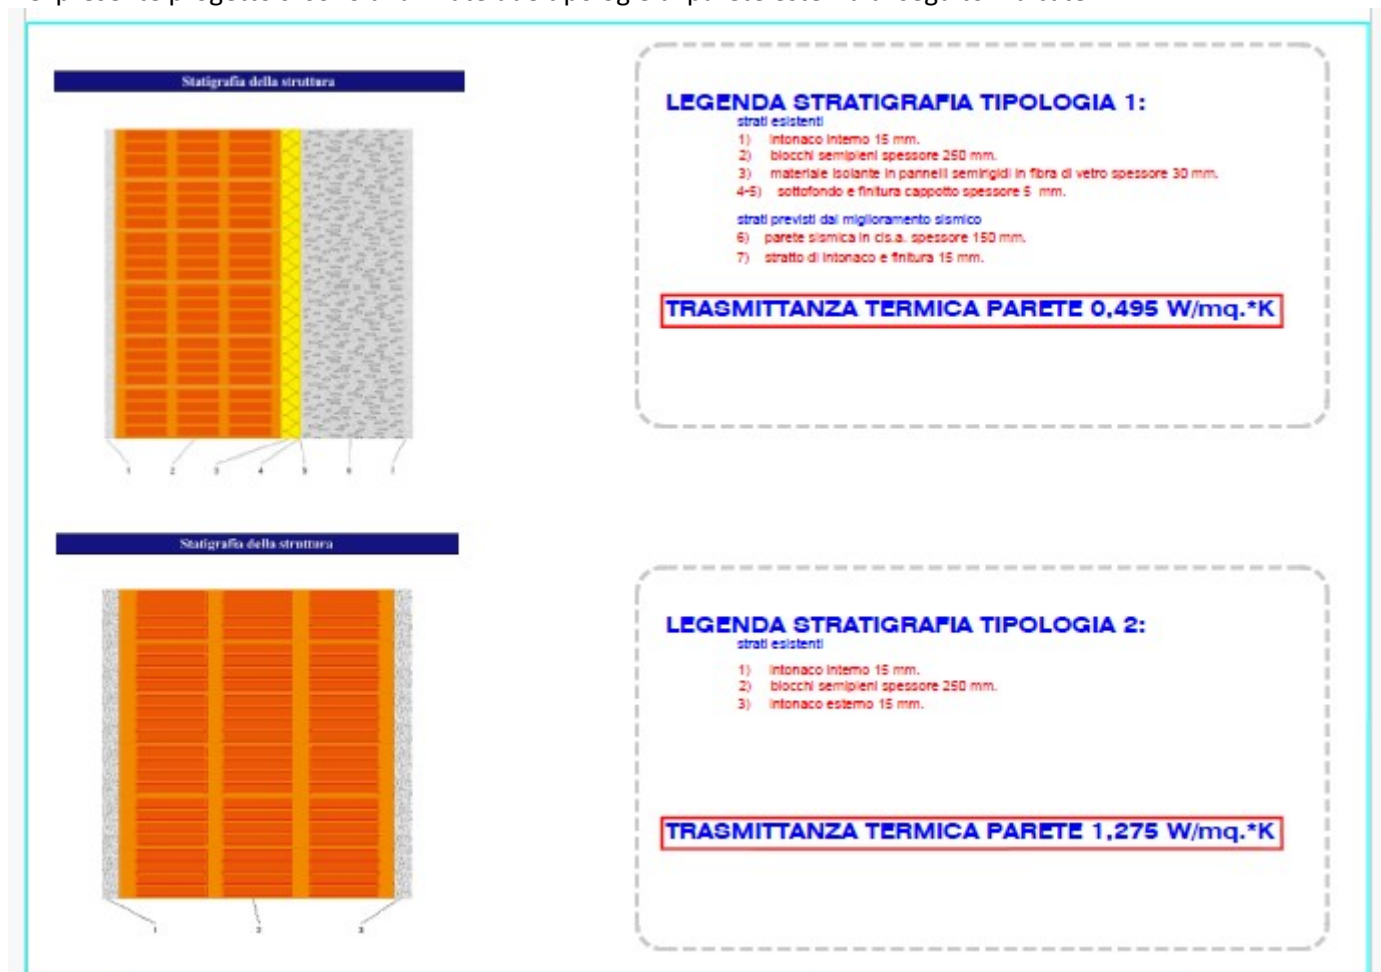 Statigrafia della struttura
LEGENDA STRATIGRAFIA TIPOLOGIA 1:
strati esistenti
1) intonaco interno 15 mm.
2) blocchi semipieni spessore 250 mm.
3) materiale isolante in pannelli semirigidi in fibra di vetro spessore 30 mm.
4-5) sottofondo e finitura cappotto spessore 5 mm.
strati previsti dal miglioramento sismico
6) parete sismica in cls.a. spessore 150 mm.
7) stratto di intonaco e finitura 15 mm.
TRASMITTANZA TERMICA PARETE 0,495 W/mq.*K
1 2 3 4 5 6 7
Statigrafia della struttura
LEGENDA STRATIGRAFIA TIPOLOGIA 2:
strati esistenti
1) intonaco interno 15 mm.
2) blocchi semipieni spessore 250 mm.
3) intonaco esterno 15 mm.
TRASMITTANZA TERMICA PARETE 1,275 W/mq.*K
1 2 3